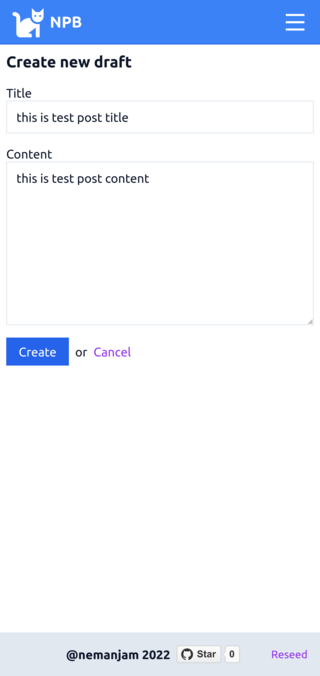 NPB
Create new draft
Title
this is test post title
Content
this is test post content
Create or Cancel
@nemanjam 2022 Star 0 Reseed